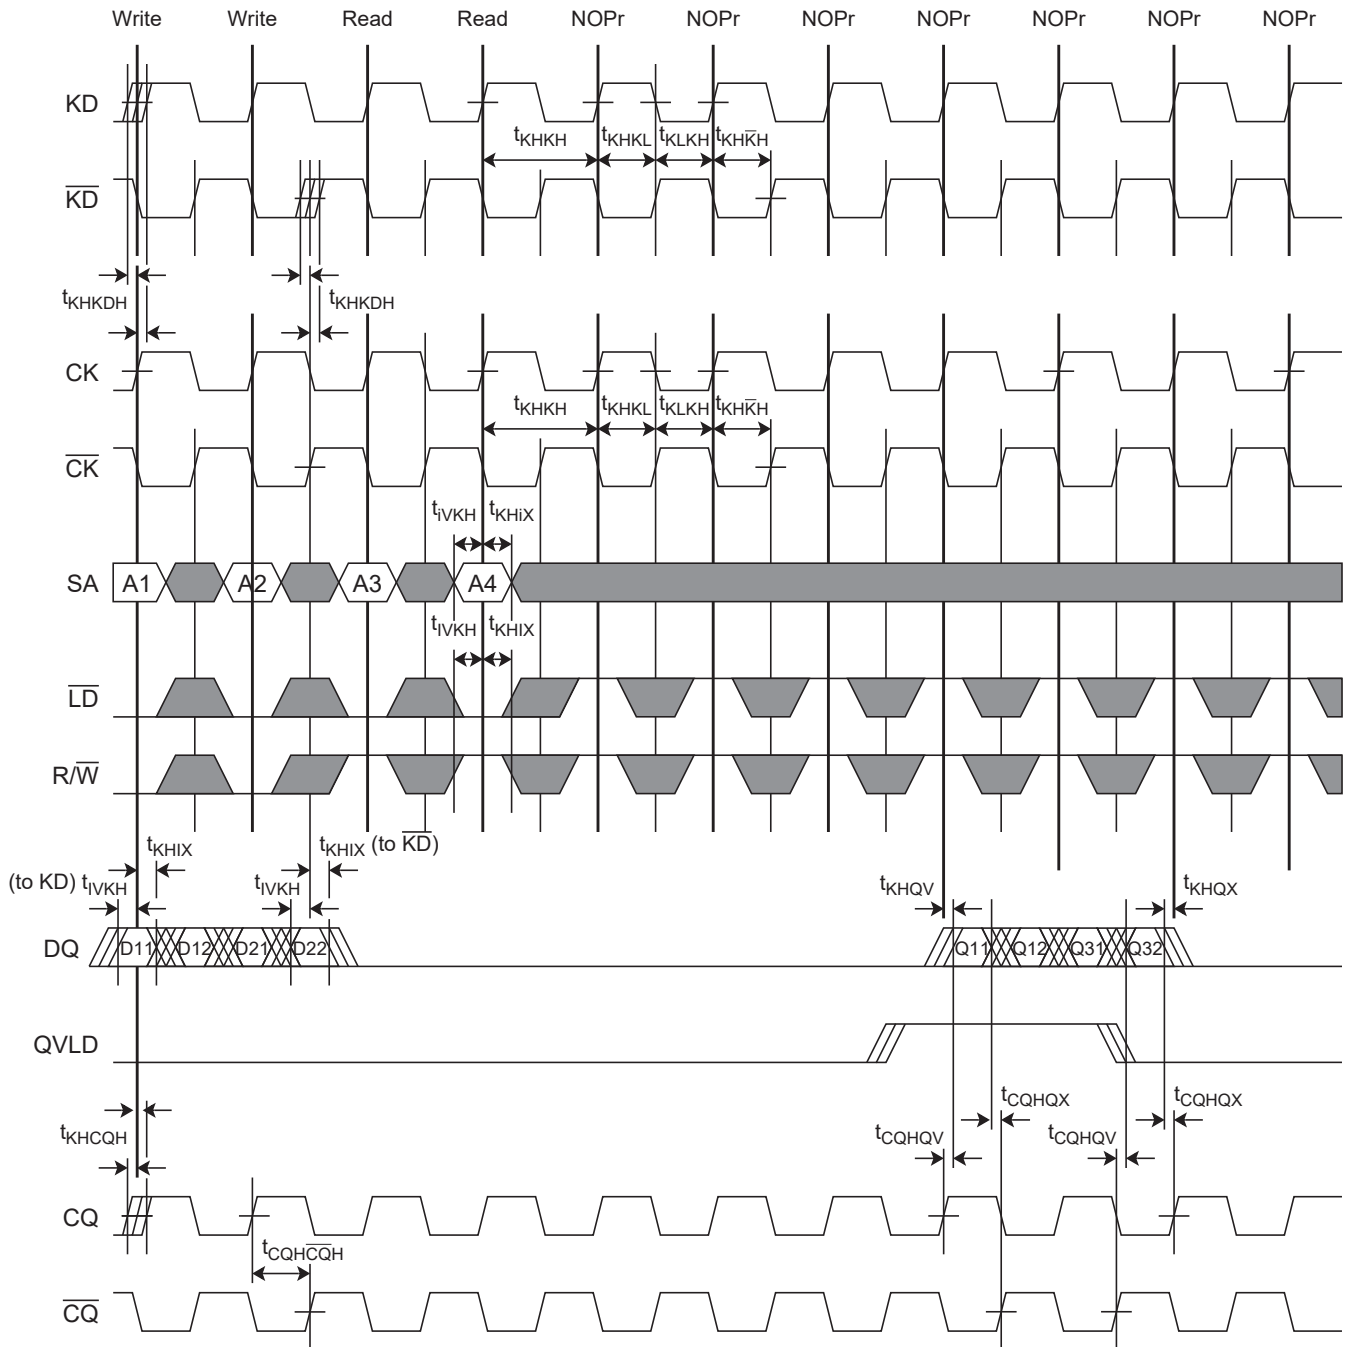 Write Write Read Read NOPr NOPr NOPr NOPr NOPr NOPr NOPr
KD
tKHKH tKHKL tKLKH tKHK̅H
K̅D̅
tKHKDH tKHKDH
CK
tKHKH tKHKL tKLKH tKHK̅H
C̅K̅
tiVKH tKHiX
SA A1 A2 A3 A4
tIVKH tKHIX
L̅D̅
R/W̅
tKHIX tKHIX (to K̅D̅)
(to KD) tIVKH tIVKH tKHQV tKHQX
DQ D11 D12 D21 D22 Q11 Q12 Q31 Q32
QVLD
tCQHQX tCQHQX
tKHCQH tCQHQV tCQHQV
CQ
tCQHC̅Q̅H
C̅Q̅